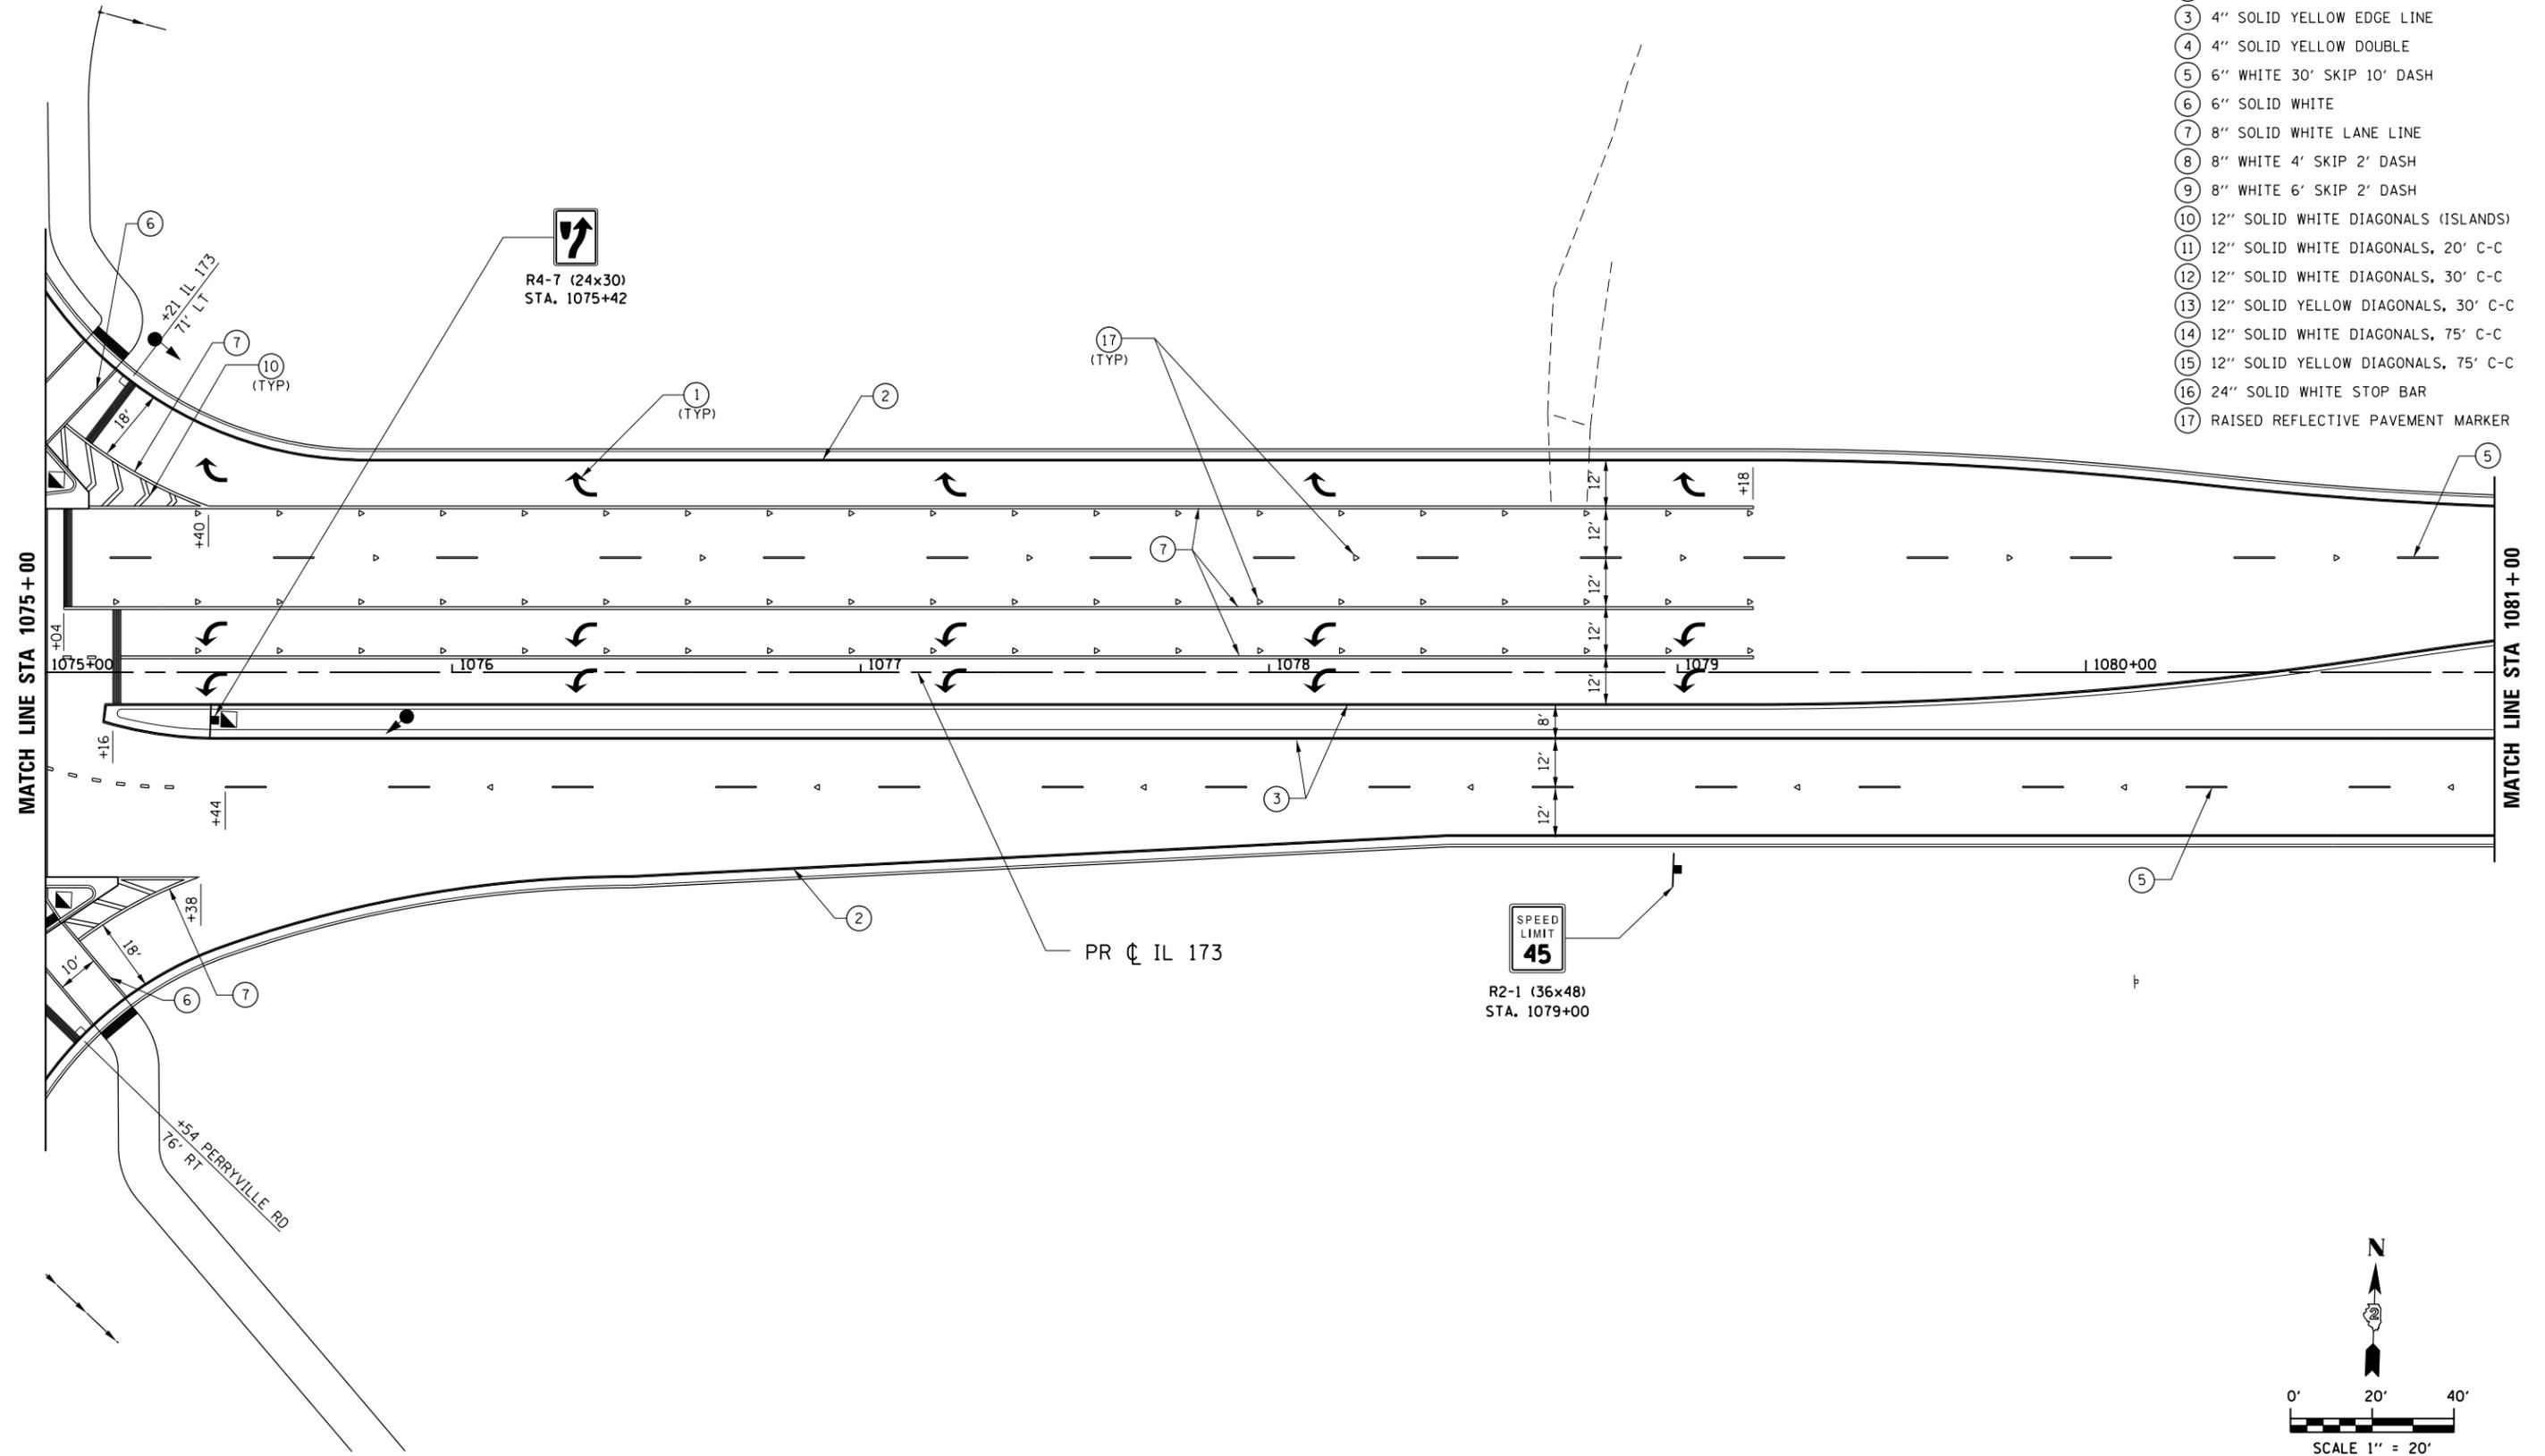 3 4" SOLID YELLOW EDGE LINE
4 4" SOLID YELLOW DOUBLE
5 6" WHITE 30' SKIP 10' DASH
6 6" SOLID WHITE
7 8" SOLID WHITE LANE LINE
8 8" WHITE 4' SKIP 2' DASH
9 8" WHITE 6' SKIP 2' DASH
10 12" SOLID WHITE DIAGONALS (ISLANDS)
11 12" SOLID WHITE DIAGONALS, 20' C-C
12 12" SOLID WHITE DIAGONALS, 30' C-C
13 12" SOLID YELLOW DIAGONALS, 30' C-C
14 12" SOLID WHITE DIAGONALS, 75' C-C
15 12" SOLID YELLOW DIAGONALS, 75' C-C
16 24" SOLID WHITE STOP BAR
17 RAISED REFLECTIVE PAVEMENT MARKER
6
R4-7 (24x30)
STA. 1075+42
+21 IL 173
71' LT
7
10
(TYP)
18'
17
(TYP)
1
(TYP)
2
5
12"
+18
+40
12'
7
12'
12'
12'
MATCH LINE STA 1075+00
MATCH LINE STA 1081+00
+04
1075+00
1076
1077
1078
1079
1080+00
+16
8'
12'
3
+44
12'
+38
2
5
PR ℄ IL 173
SPEED
LIMIT
45
R2-1 (36x48)
STA. 1079+00
18'
10'
6
7
+54 PERRYVILLE RD
76' RT
N
2
0' 20' 40'
SCALE 1" = 20'